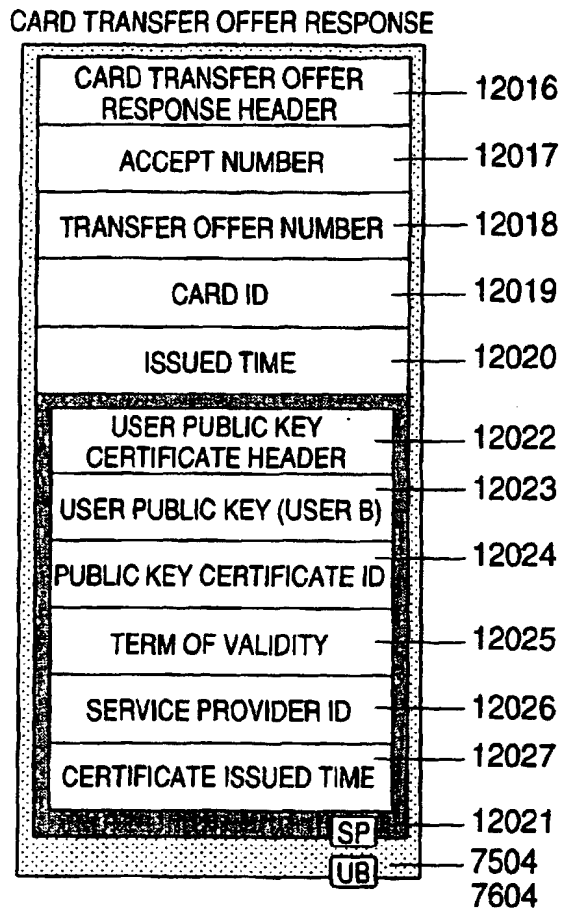 CARD TRANSFER OFFER RESPONSE
CARD TRANSFER OFFER
RESPONSE HEADER
12016
ACCEPT NUMBER
12017
TRANSFER OFFER NUMBER
12018
CARD ID
12019
ISSUED TIME
12020
USER PUBLIC KEY
CERTIFICATE HEADER
12022
USER PUBLIC KEY (USER B)
12023
PUBLIC KEY CERTIFICATE ID
12024
TERM OF VALIDITY
12025
SERVICE PROVIDER ID
12026
CERTIFICATE ISSUED TIME
12027
SP
12021
UB
7504
7604